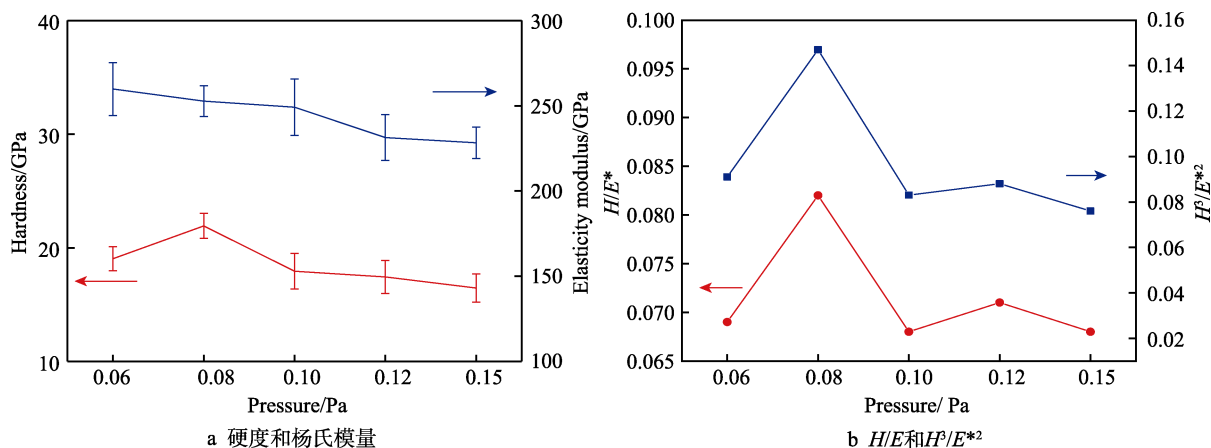 40
30
20
10
Hardness/GPa
300
250
200
150
100
Elasticity modulus/GPa
0.06 0.08 0.10 0.12 0.15
Pressure/Pa
a 硬度和杨氏模量
0.100
0.095
0.090
0.085
0.080
0.075
0.070
0.065
H/E*
0.16
0.14
0.12
0.10
0.08
0.06
0.04
0.02
H³/E*²
0.06 0.08 0.10 0.12 0.15
Pressure/ Pa
b H/E和H³/E*²